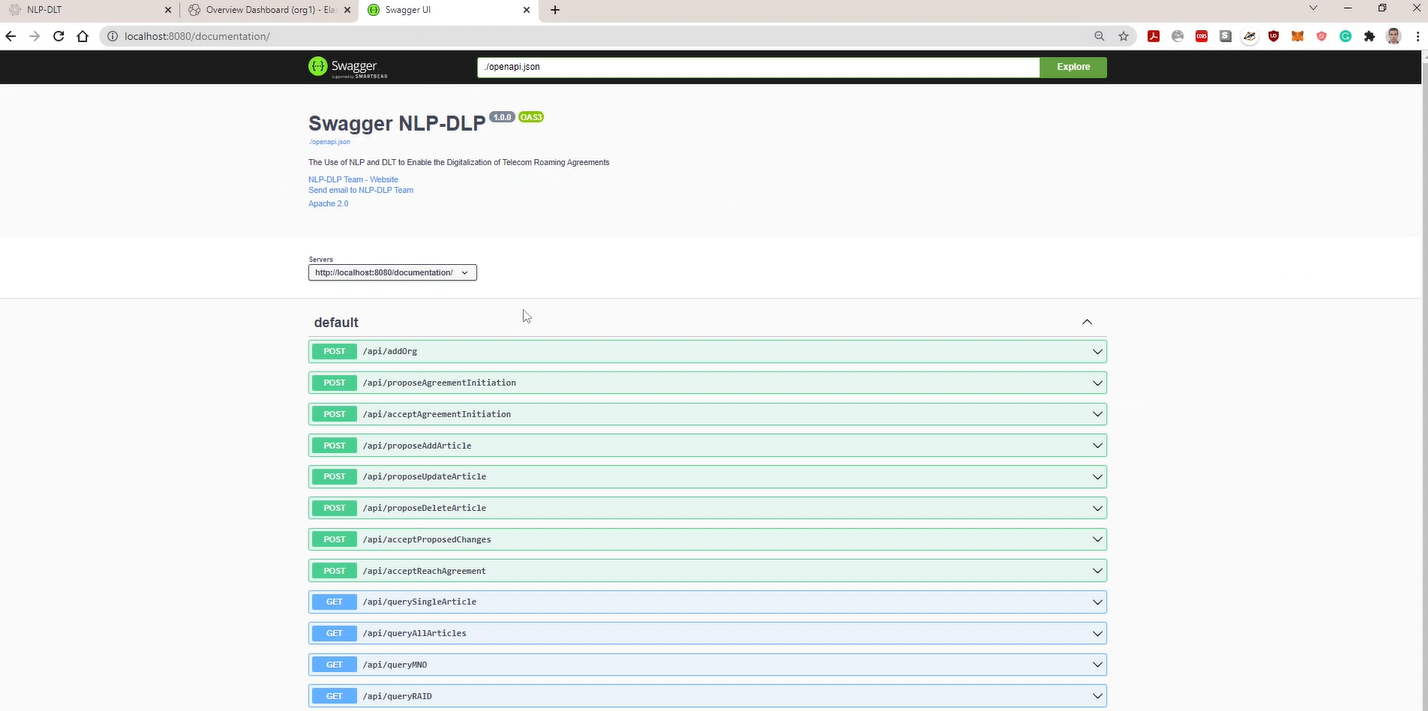 NLP-DLT
Overview Dashboard (org1) - Ela
Swagger UI
localhost:8080/documentation/
Swagger
Supported by SMARTBEAR
./openapi.json
Explore
Swagger NLP-DLP 1.0.0 OAS3
./openapi.json
The Use of NLP and DLT to Enable the Digitalization of Telecom Roaming Agreements
NLP-DLP Team - Website
Send email to NLP-DLP Team
Apache 2.0
Servers
http://localhost:8080/documentation/
default
POST /api/addOrg
POST /api/proposeAgreementInitiation
POST /api/acceptAgreementInitiation
POST /api/proposeAddArticle
POST /api/proposeUpdateArticle
POST /api/proposeDeleteArticle
POST /api/acceptProposedChanges
POST /api/acceptReachAgreement
GET /api/querySingleArticle
GET /api/queryAllArticles
GET /api/queryMNO
GET /api/queryRAID